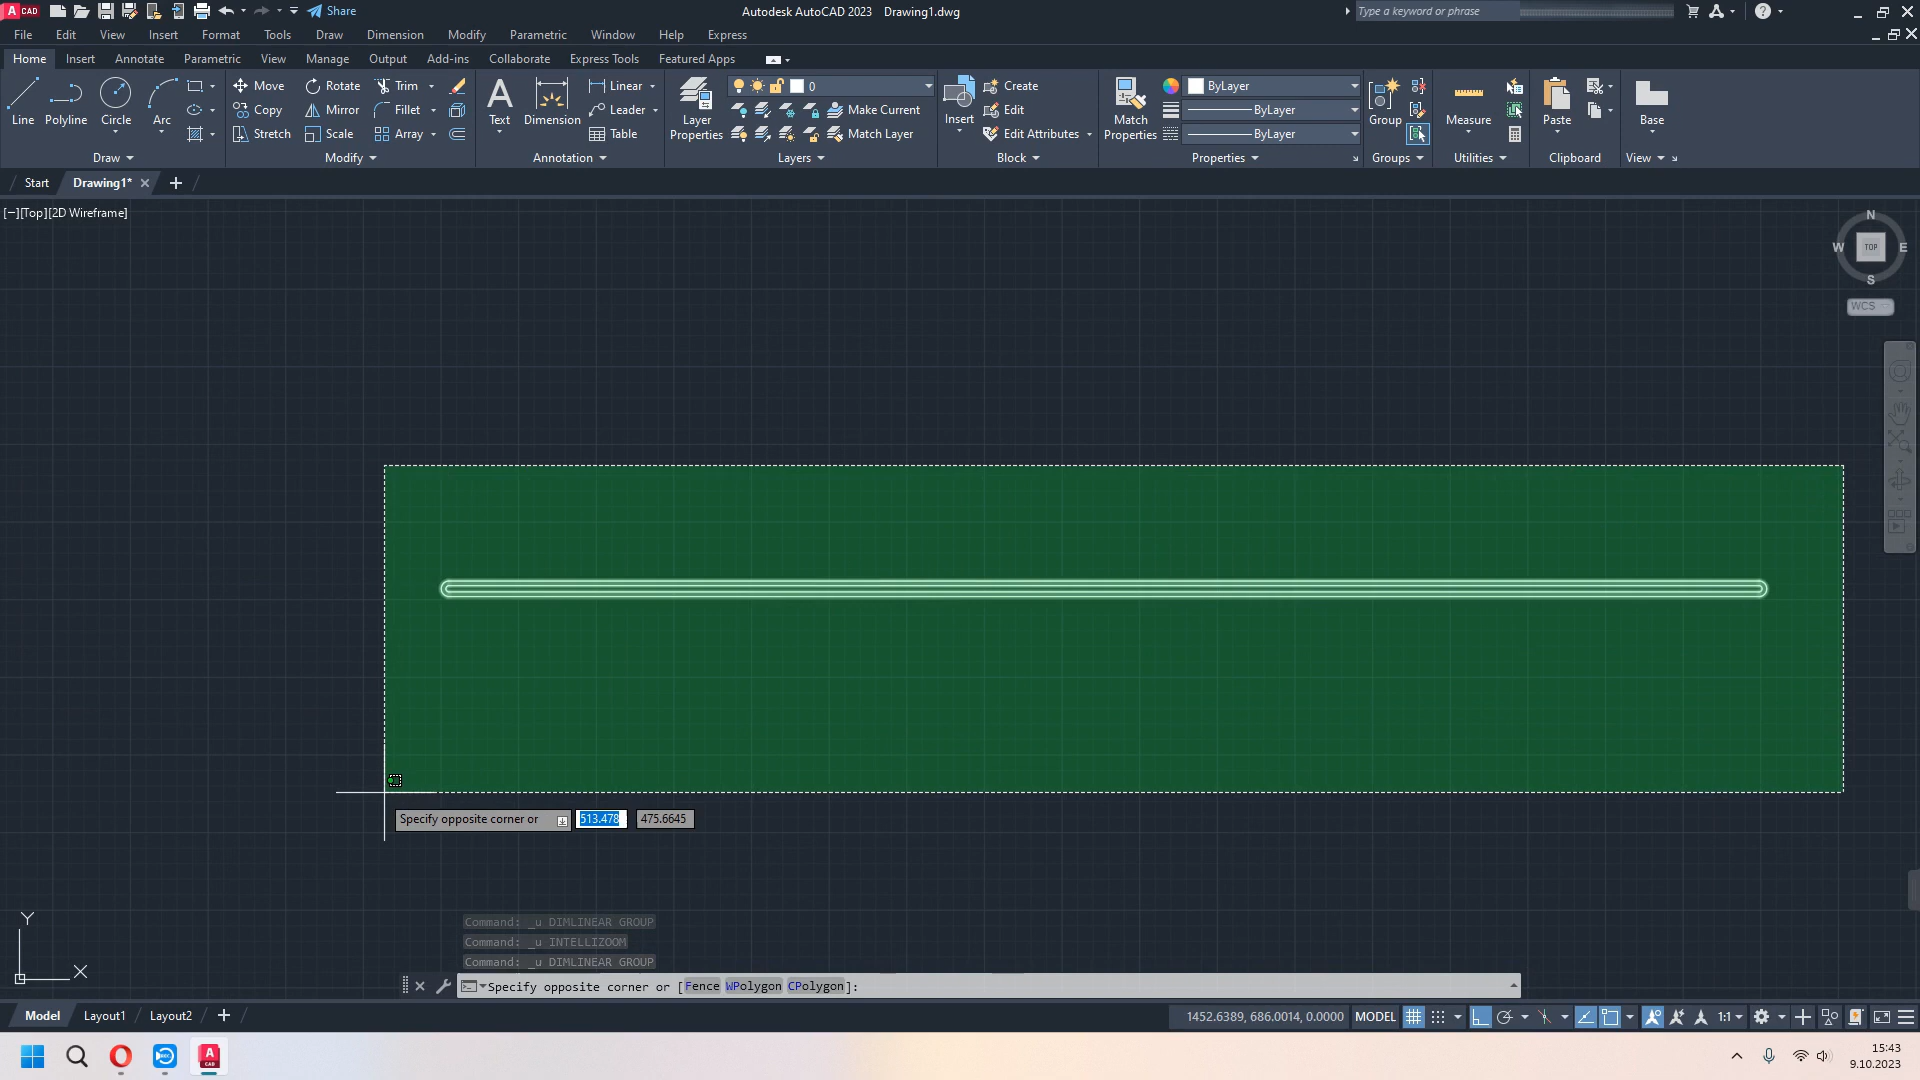 A CAD
Share
Autodesk AutoCAD 2023 Drawing1.dwg
Type a keyword or phrase
File Edit View Insert Format Tools Draw Dimension Modify Parametric Window Help Express
Home Insert Annotate Parametric View Manage Output Add-ins Collaborate Express Tools Featured Apps
Line Polyline Circle Arc
Draw
Move Rotate Trim
Copy Mirror Fillet
Stretch Scale Array
Modify
Text Dimension
Linear
Leader
Table
Annotation
Layer Properties
0
Make Current
Match Layer
Layers
Insert
Create
Edit
Edit Attributes
Block
Match Properties
ByLayer
ByLayer
ByLayer
Properties
Group
Groups
Measure
Utilities
Paste
Clipboard
Base
View
Start Drawing1* +
[−][Top][2D Wireframe]
N
W TOP E
S
WCS
Specify opposite corner or 513.478 475.6645
Y
X
Command: _u DIMLINEAR GROUP
Command: _u INTELLIZOOM
Command: _u DIMLINEAR GROUP
Specify opposite corner or [Fence WPolygon CPolygon]:
Model Layout1 Layout2 +
1452.6389, 686.0014, 0.0000 MODEL 1:1
15:43
9.10.2023